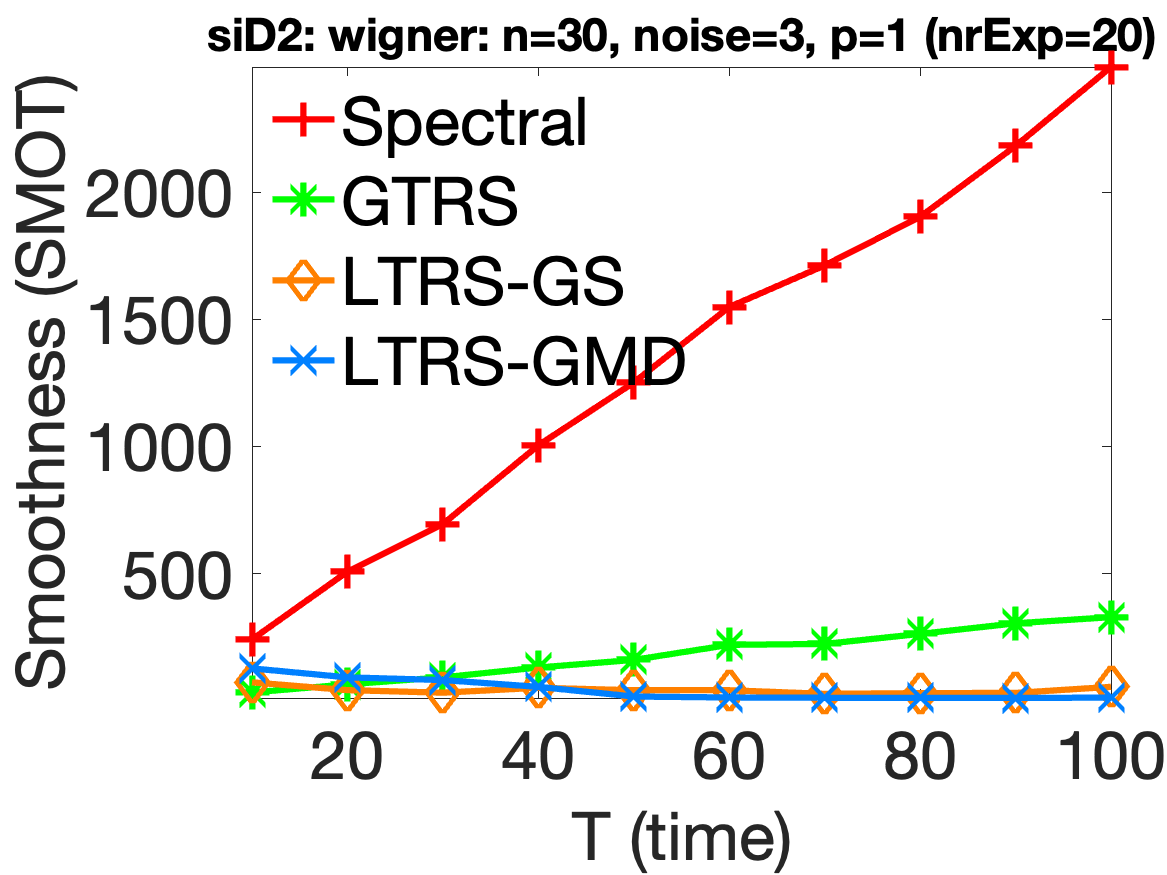 siD2: wigner: n=30, noise=3, p=1 (nrExp=20)
Smoothness (SMOT)
2000
1500
1000
500
Spectral
GTRS
LTRS-GS
LTRS-GMD
20 40 60 80 100
T (time)